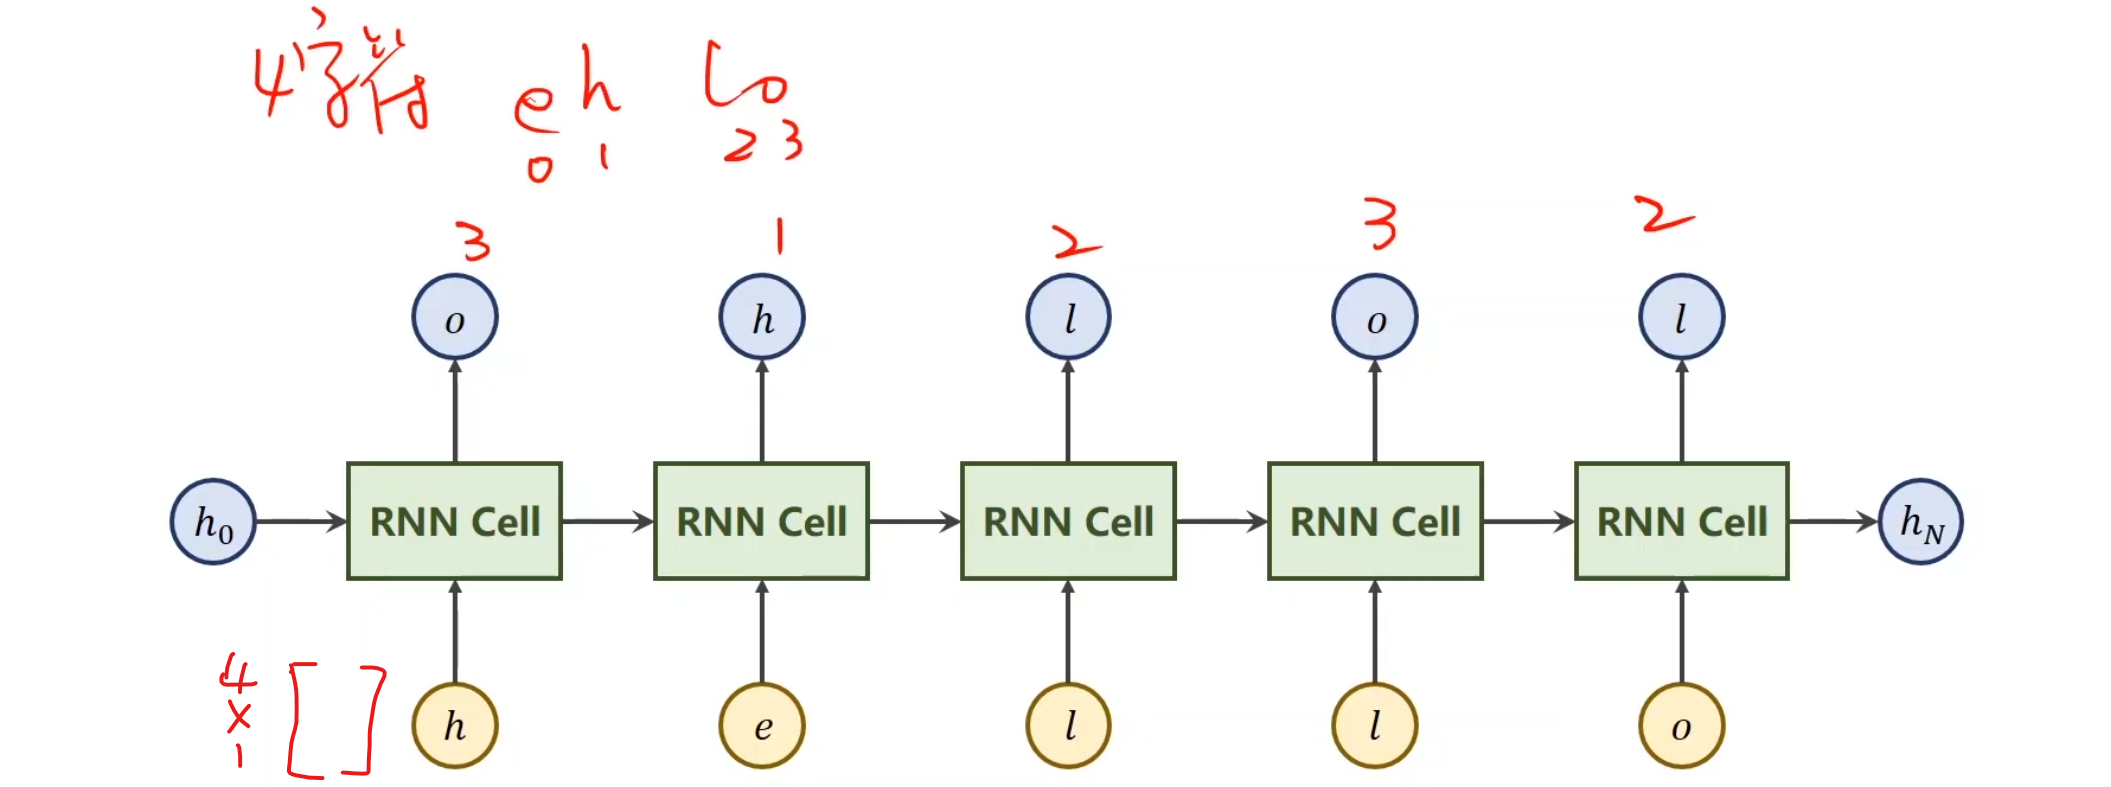 4字符 e h l o
0 1 2 3
3 1 2 3 2
o h l o l
h₀ RNN Cell RNN Cell RNN Cell RNN Cell RNN Cell h_N
4 x 1 [ ] h e l l o